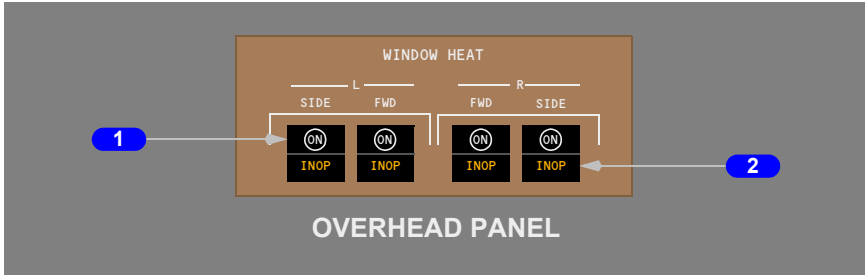 WINDOW HEAT
L R
SIDE FWD FWD SIDE
1 ON ON ON ON
INOP INOP INOP INOP 2
OVERHEAD PANEL